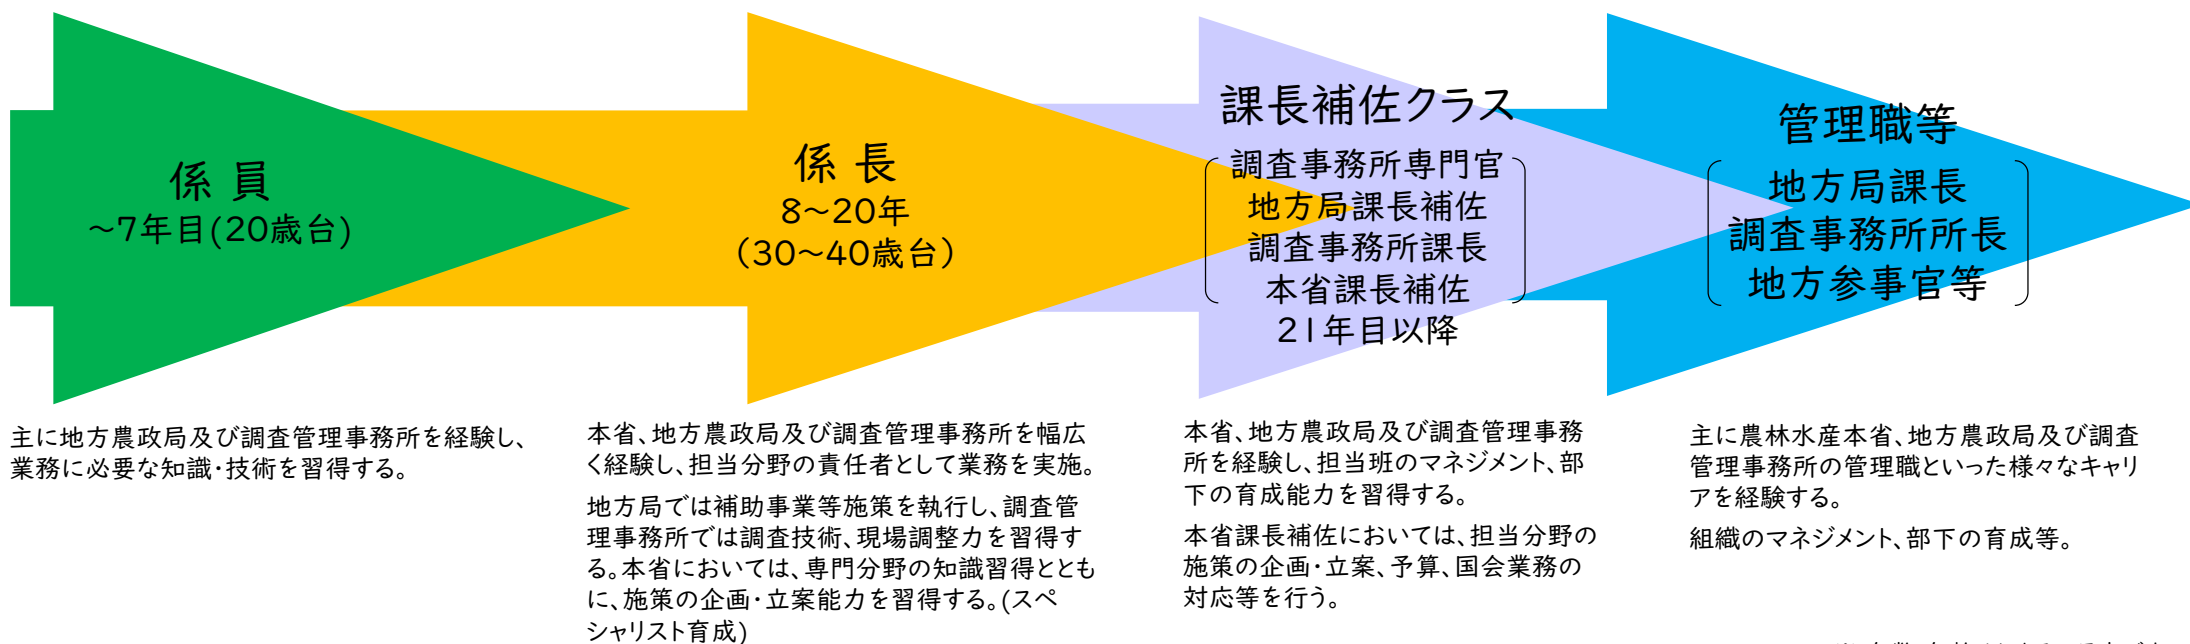 係 員
～7年目(20歳台)
係 長
8～20年
(30～40歳台)
課長補佐クラス
調査事務所専門官
地方局課長補佐
調査事務所課長
本省課長補佐
21年目以降
管理職等
地方局課長
調査事務所所長
地方参事官等
主に地方農政局及び調査管理事務所を経験し、
業務に必要な知識・技術を習得する。
本省、地方農政局及び調査管理事務所を幅広
く経験し、担当分野の責任者として業務を実施。
地方局では補助事業等施策を執行し、調査管
理事務所では調査技術、現場調整力を習得す
る。本省においては、専門分野の知識習得ととも
に、施策の企画・立案能力を習得する。(スペ
シャリスト育成)
本省、地方農政局及び調査管理事務
所を経験し、担当班のマネジメント、部
下の育成能力を習得する。
本省課長補佐においては、担当分野の
施策の企画・立案、予算、国会業務の
対応等を行う。
主に農林水産本省、地方農政局及び調査
管理事務所の管理職といった様々なキャリ
アを経験する。
組織のマネジメント、部下の育成等。